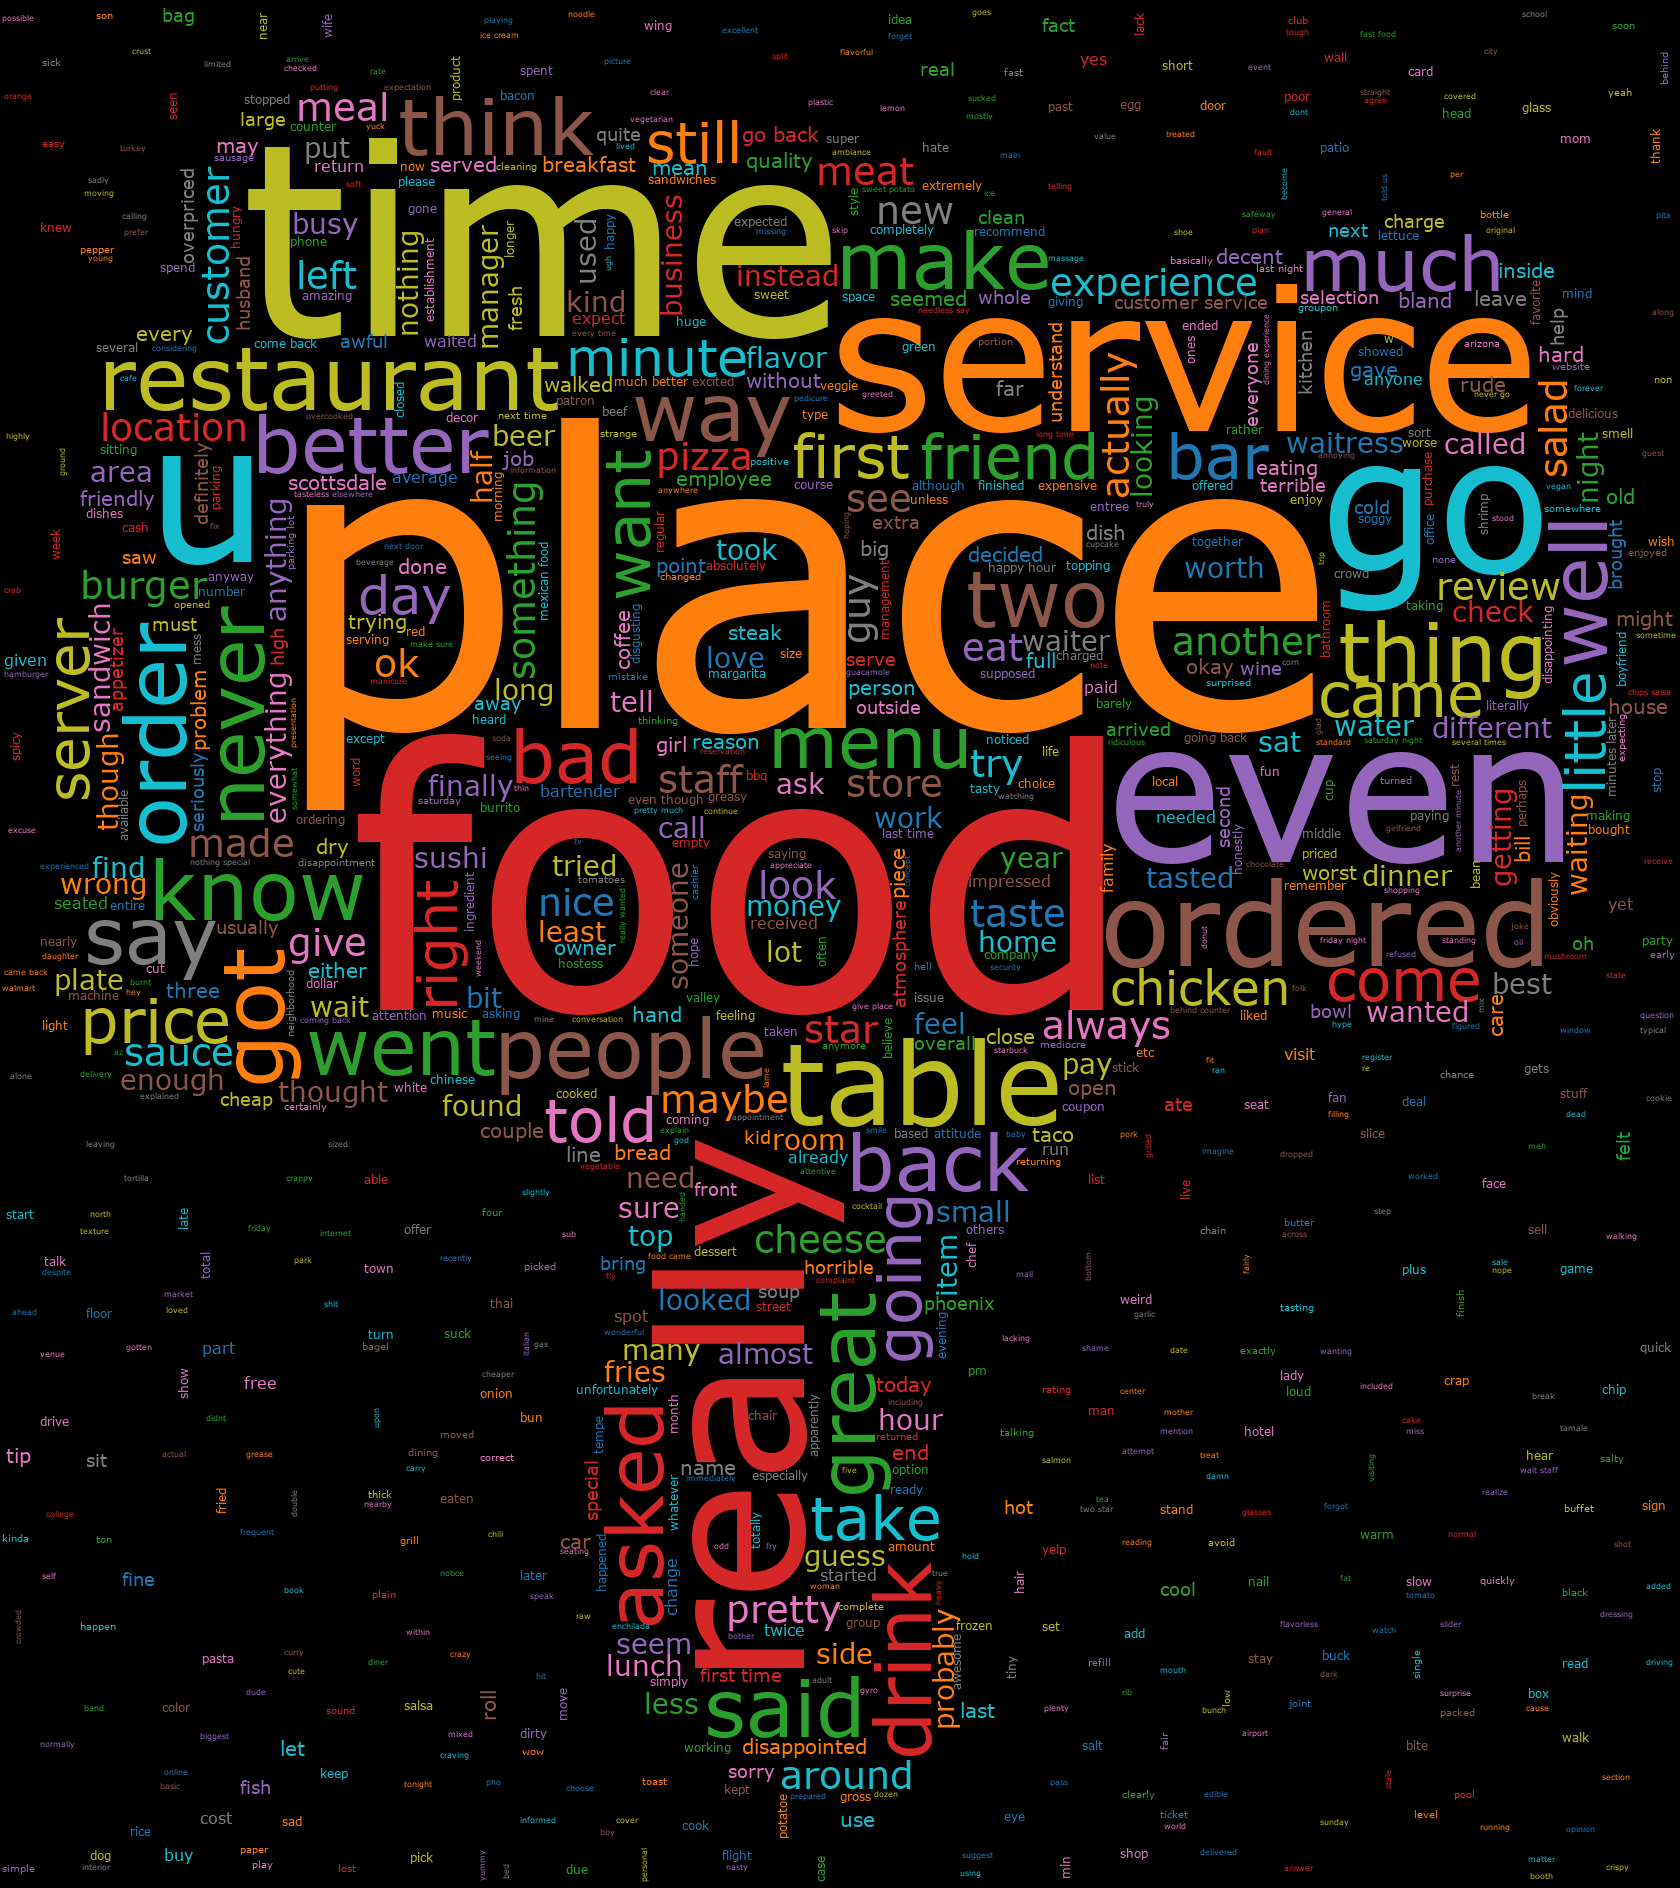 possible son bag near wife playing ice cream noodle wing excellent idea forget goes fact lack club tough school fast food soon
sick crust limited arrive checked rate product spent picture split flavorful real fast yes short event wall card city behind
orange seen stopped large counter putting expectation meal yuck think bacon clear vegetarian plastic lemon sucked mostly past egg door poor dont straight agree covered head glass yeah
easy turkey may sausage put return now served cleaning breakfast quite lived still mean go back quality super ambiance hate value main treated fault patio mom thank
sadly moving overpriced customer hungry time soft please sandwiches meat style sweet potato extremely ice telling become told us per
knew calling prefer husband busy phone gone nothing establishment manager longer used ugh happy business expected missing skip new completely clean recommend shoe safeway plan general next lettuce charge bottle original pita
pepper young spend left amazing fresh kind instead sweet make space seemed whole massage giving experience basically decent last night much inside mind
every several considering come back awful waited expect every time huge needless say green portion customer service groupon selection bland leave favorite help along
cafe restaurant closed minute flavor service ended ones dining experience everyone kitchen w showed gave arizona hard website
walked much better excited without veggie greeted far understand actually anyone rude never go forever non
location overcooked decor next time patron beef way pedicure type first friend long time looking rather bar waitress sort worse delicious called salad smell
highly ground sitting better beer strange pizza positive annoying eating night guest
area scottsdale average job half information want employee course although finished expensive offered terrible purchase vegan
friendly definitely parking tasteless elsewhere morning anywhere see unless entree truly enjoy go cold soggy shrimp stood somewhere old
dishes cash fix u anything parking lot place regular extra hoping dish cupcake together office well brought wish
week saw next door something mexican food took big decided happy hour topping worth trip crowd none enjoyed
crab burger anyway number opened beverage done day point absolutely changed guy management two taking review
must mess trying red serving make sure disgusting coffee steak waiter another bathroom check disappointing might sometime
given hamburger server sandwich appetizer order never high ok love size eat full charged okay wine corn thing boyfriend
problem everything presentation manicure mistake margarita serve guacamole person supposed note surprised came little chips salsa
spicy though seriously except long away tell thinking outside paid barely literally house
heard soda girl reason menu noticed life arrived ridiculous going back glad sat standard water different saturday night several times minutes later expecting
available somewhat word finally seeing bad staff reservation bbq ask store try choice even fun local turned rest stop
excuse saturday thin bartender burrito even though greasy tasty watching cup paying perhaps making
ordering pretty much continue work needed second middle girlfriend another minute bought
experienced made nothing special dry disappointment food sushi tv call empty last time saying year honestly priced getting bill receive
find wrong seated entire know tried tomatoes someone cashier appreciate look piece concept impressed family tasted chocolate worst dinner remember bean shopping waiting obviously
usually right ingredient nice least really wanted money received taste ordered yet
nearly daughter say give weekend owner hostess hope lot often atmosphere home company donut friday night standing joke oil oh party
came back walmart plate burnt cut either dollar security hell chicken refused come mushroom early state
machine hey three got neighborhood wait bit valley give place issue folk best
light price coming back attention music asking mine conversation hand feeling taken star feel always behind counter liked bowl hype wanted mix care figured window question typical
az sauce went people anymore believe overall close mediocre
alone delivery enough explained thought white chinese cooked lame starbuck table pay stick etc fit ran visit register re chance gets
cheap certainly found told maybe coming appointment open coupon ate seat fan filling deal stuff dead cookie
couple explain god kid room smile based attitude baby taco slice
leaving sized line bread already back run returning pork grilled imagine dropped meh felt
tortilla crappy able slightly vegetable need attentive list live worked face
start north texture late friday internet offer four sub sure handed front cocktail small others chain butter across step sell walking
talk despite total park town recently picked top food came dessert cheese going item chef mall bottom fairly plus sale nope game
ahead floor market loved shit thai bring fly really horrible complaint looked soup street phoenix weird garlic tasting finish
turn suck spot wonderful great evening lacking
venue gotten part bagel italian gas many almost shame date exactly wanting quick
show free cheaper onion fries unfortunately pm today including rating center lady loud included crap break chip
drive didnt upon moved bun asked month tempe chair apparently hour returned talking man mother mention hotel cake miss tamale
tip sit actual grease dining carry correct special name whatever immediately especially five end option salmon attempt treat damn visiting hear wait staff salty
college fried double thick nearby eaten ready take hot tea two star stand glasses forgot realize buffet sign
kinda ton frequent grill chili car seating totally odd fry guess amount hold yelp reading avoid warm normal shot
self fine book plain notice later speak happened change woman started drink true heavy hair cool nail fat slow tomato quickly black added
crowded happen within raw enchilada pretty complete twice bother group probably frozen awesome set add flavorless watch slider dressing
pasta curry cute diner crazy hit seem lunch simply first time side adult tiny refill mouth stay buck dark single read driving
band color dude sound salsa roll move less said gyro last plenty rib bunch low joint surprise packed box cause
normally biggest let mixed craving dirty wow working disappointed salt fair airport walk
online basic fish keep tonight pho choose toast sorry kept around pass bite stale section
cost sad informed cover boy cook potatoe prepared gross dozen use eye clearly ticket world edible sunday level pool running opinion
rice
simple dog interior buy paper play lost pick yummy bed due personal flight nasty case suggest using min shop delivered answer matter booth crispy